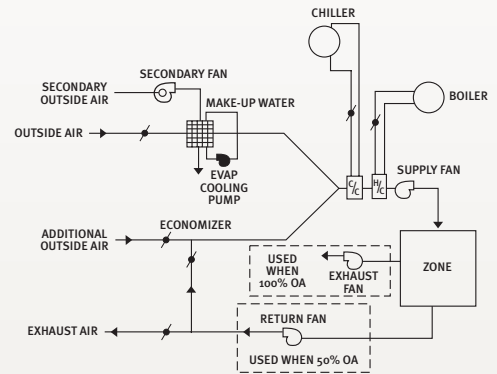 CHILLER
SECONDARY FAN
SECONDARY
OUTSIDE AIR
MAKE-UP WATER
BOILER
OUTSIDE AIR
EVAP
COOLING
PUMP
C/C
H/C
SUPPLY FAN
ADDITIONAL
OUTSIDE AIR
ECONOMIZER
USED
WHEN
100% OA
EXHAUST
FAN
ZONE
EXHAUST AIR
RETURN FAN
USED WHEN 50% OA